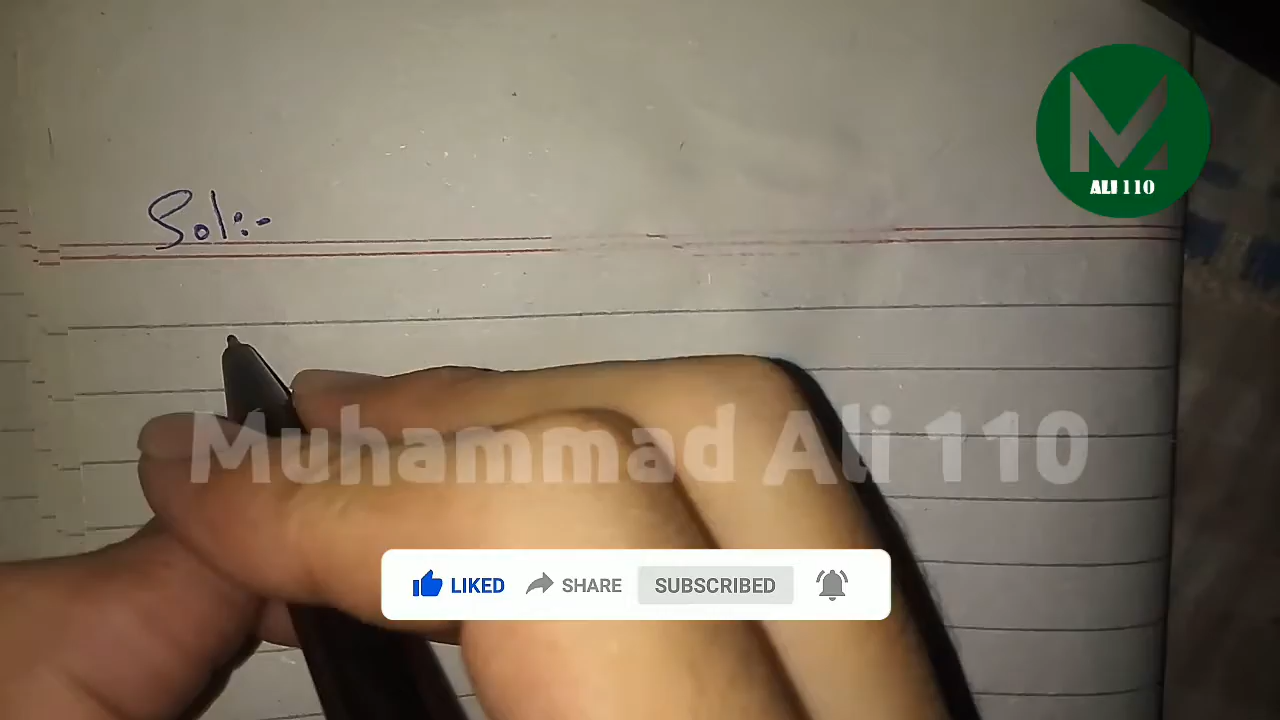 M
ALI 110
Sol:-
Muhammad Ali 110
LIKED SHARE SUBSCRIBED